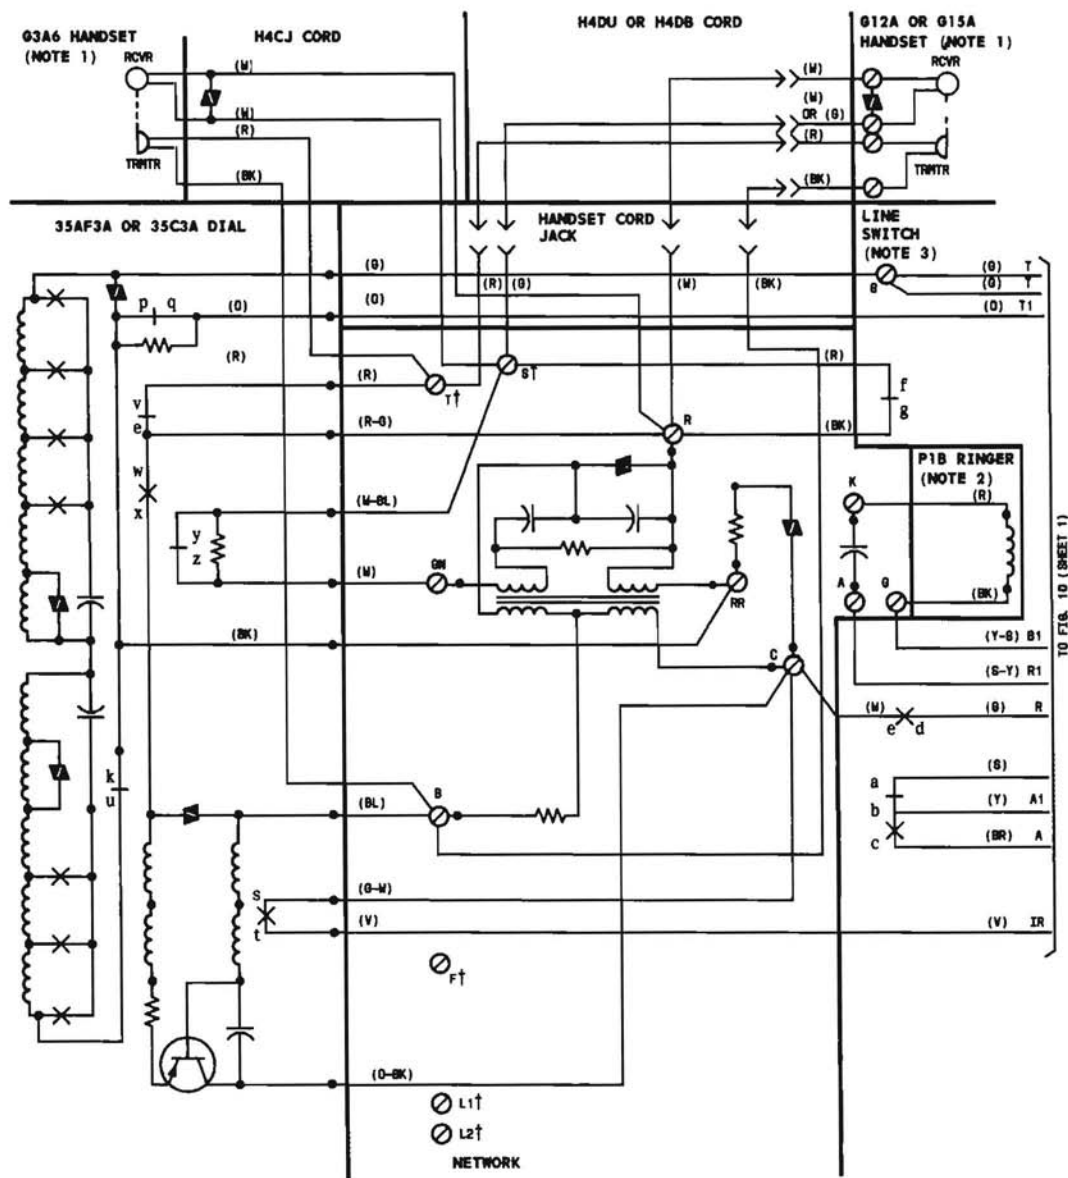 G3A6 HANDSET
(NOTE 1)
RCVR
TRMTR
H4CJ CORD
(W)
(W)
(R)
(BK)
H4DU OR H4DB CORD
(W)
(W)
OR (G)
(R)
(BK)
G12A OR G15A
HANDSET (NOTE 1)
RCVR
TRMTR
35AF3A OR 35C3A DIAL
HANDSET CORD
JACK
LINE
SWITCH
(NOTE 3)
(G)
(R)
(G)
(W)
(BK)
(G) T
(G) T
p q
(O)
(O)
(O) T1
(R)
(R)
T†
S†
(R)
f
g
v
e
(R-G)
R
(BK)
w
x
(W-BL)
y
z
(W)
GN
RR
K
P1B RINGER
(NOTE 2)
(R)
A
G
(BK)
(BK)
C
(Y-S) B1
(S-Y) R1
(W)
e d
(G) R
k
u
a
b
c
(S)
(Y) A1
(BR) A
(BL)
B
s
t
(G-W)
(V)
(V) IR
F†
(O-BK)
L1†
L2†
NETWORK
TO FIG. 10 (SHEET 1)